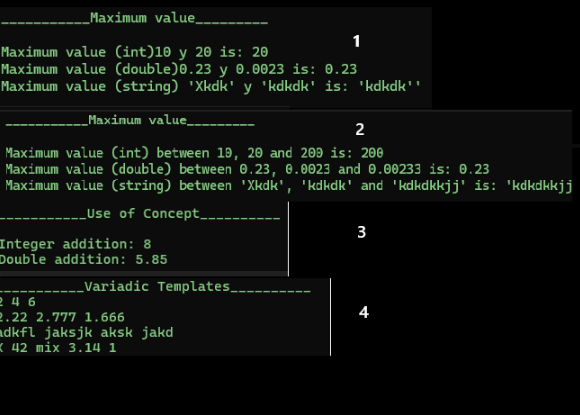 ___________Maximum value_________
1
Maximum value (int)10 y 20 is: 20
Maximum value (double)0.23 y 0.0023 is: 0.23
Maximum value (string) 'Xkdk' y 'kdkdk' is: 'kdkdk''
___________Maximum value_________
2
Maximum value (int) between 10, 20 and 200 is: 200
Maximum value (double) between 0.23, 0.0023 and 0.00233 is: 0.23
Maximum value (string) between 'Xkdk', 'kdkdk' and 'kdkdkkjj' is: 'kdkdkkjj
___________Use of Concept__________
3
Integer addition: 8
Double addition: 5.85
___________Variadic Templates__________
2 4 6
2.22 2.777 1.666
4
adkfl jaksjk aksk jakd
X 42 mix 3.14 1